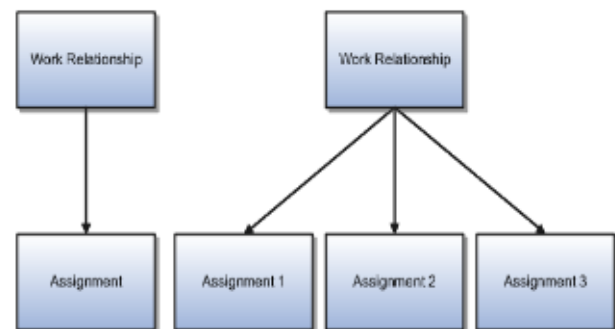 Work Relationship
Work Relationship
Assignment
Assignment 1
Assignment 2
Assignment 3